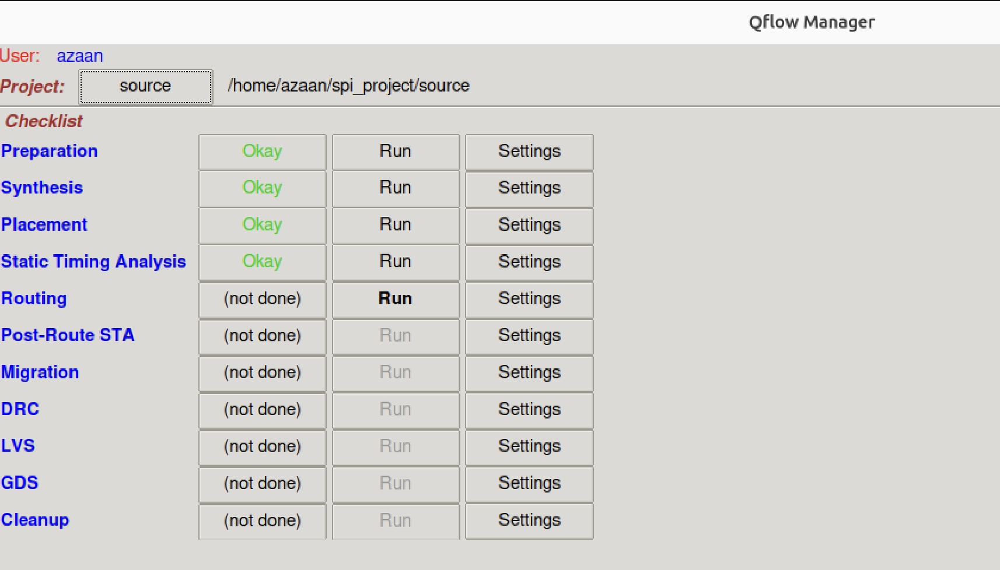 Qflow Manager
User: azaan
Project: source /home/azaan/spi_project/source
Checklist
Preparation Okay Run Settings
Synthesis Okay Run Settings
Placement Okay Run Settings
Static Timing Analysis Okay Run Settings
Routing (not done) Run Settings
Post-Route STA (not done) Run Settings
Migration (not done) Run Settings
DRC (not done) Run Settings
LVS (not done) Run Settings
GDS (not done) Run Settings
Cleanup (not done) Run Settings